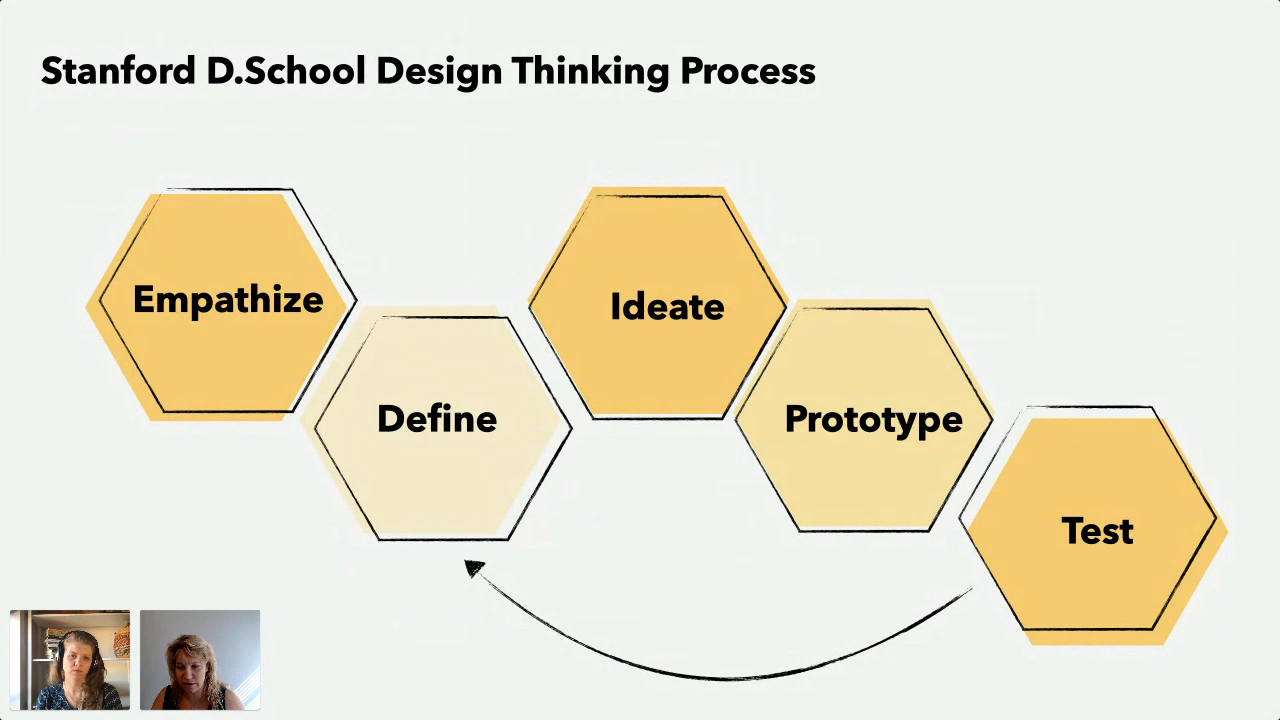 Stanford D.School Design Thinking Process
Empathize
Define
Ideate
Prototype
Test